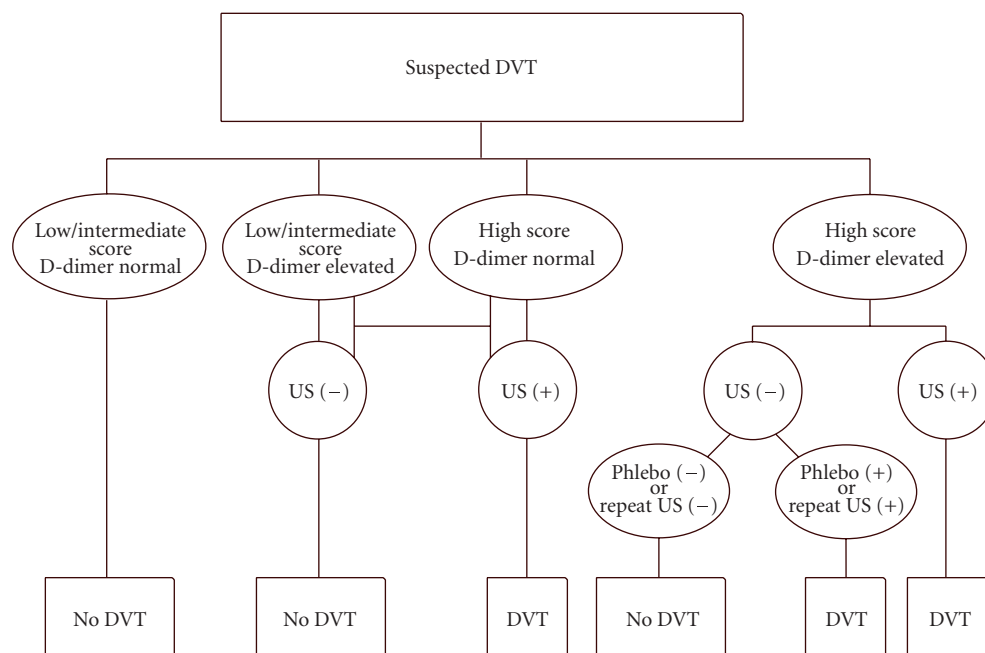 Suspected DVT
Low/intermediate
score
D-dimer normal
Low/intermediate
score
D-dimer elevated
High score
D-dimer normal
High score
D-dimer elevated
US (−)
US (+)
US (−)
US (+)
Phlebo (−)
or
repeat US (−)
Phlebo (+)
or
repeat US (+)
No DVT
No DVT
DVT
No DVT
DVT
DVT